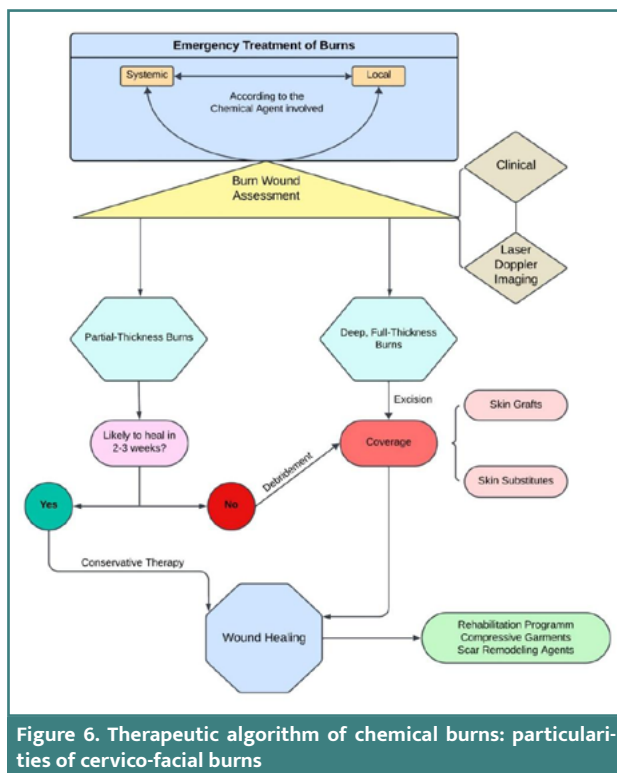 Emergency Treatment of Burns
Systemic
Local
According to the
Chemical Agent involved
Burn Wound
Assessment
Clinical
Laser
Doppler
Imaging
Partial-Thickness Burns
Deep, Full-Thickness
Burns
Excision
Likely to heal in
2-3 weeks?
Coverage
Skin Grafts
Skin Substitutes
Debridement
Yes
No
Conservative Therapy
Wound Healing
Rehabilitation Programm
Compressive Garments
Scar Remodeling Agents
Figure 6. Therapeutic algorithm of chemical burns: particulari-
ties of cervico-facial burns